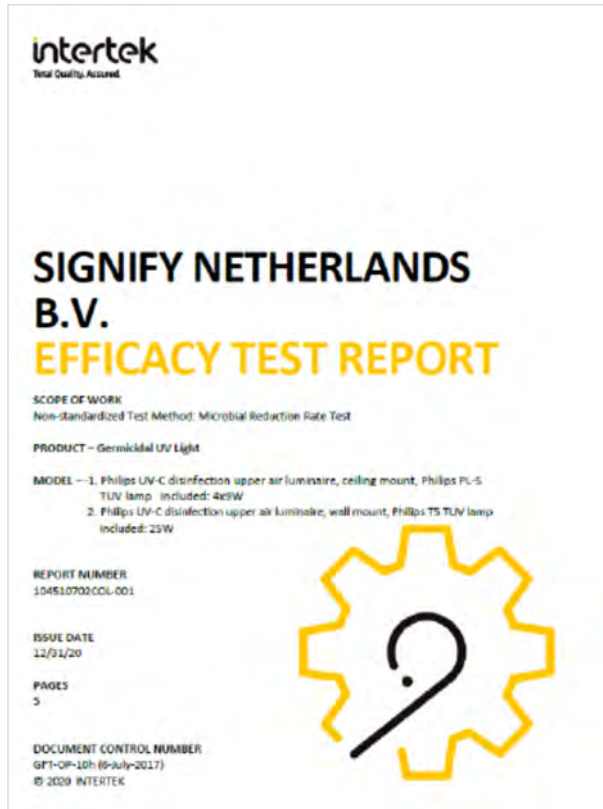 intertek
Total Quality. Assured.
SIGNIFY NETHERLANDS
B.V.
EFFICACY TEST REPORT
SCOPE OF WORK
Non-standardized Test Method: Microbial Reduction Rate Test
PRODUCT – Germicidal UV Light
MODEL – 1. Philips UV-C disinfection upper air luminaire, ceiling mount, Philips PL-S
TUV lamp included: 4x9W
2. Philips UV-C disinfection upper air luminaire, wall mount, Philips T5 TUV lamp
included: 25W
REPORT NUMBER
104510702COL-001
ISSUE DATE
12/31/20
PAGES
5
DOCUMENT CONTROL NUMBER
GFT-OP-10h (6-July-2017)
© 2020 INTERTEK